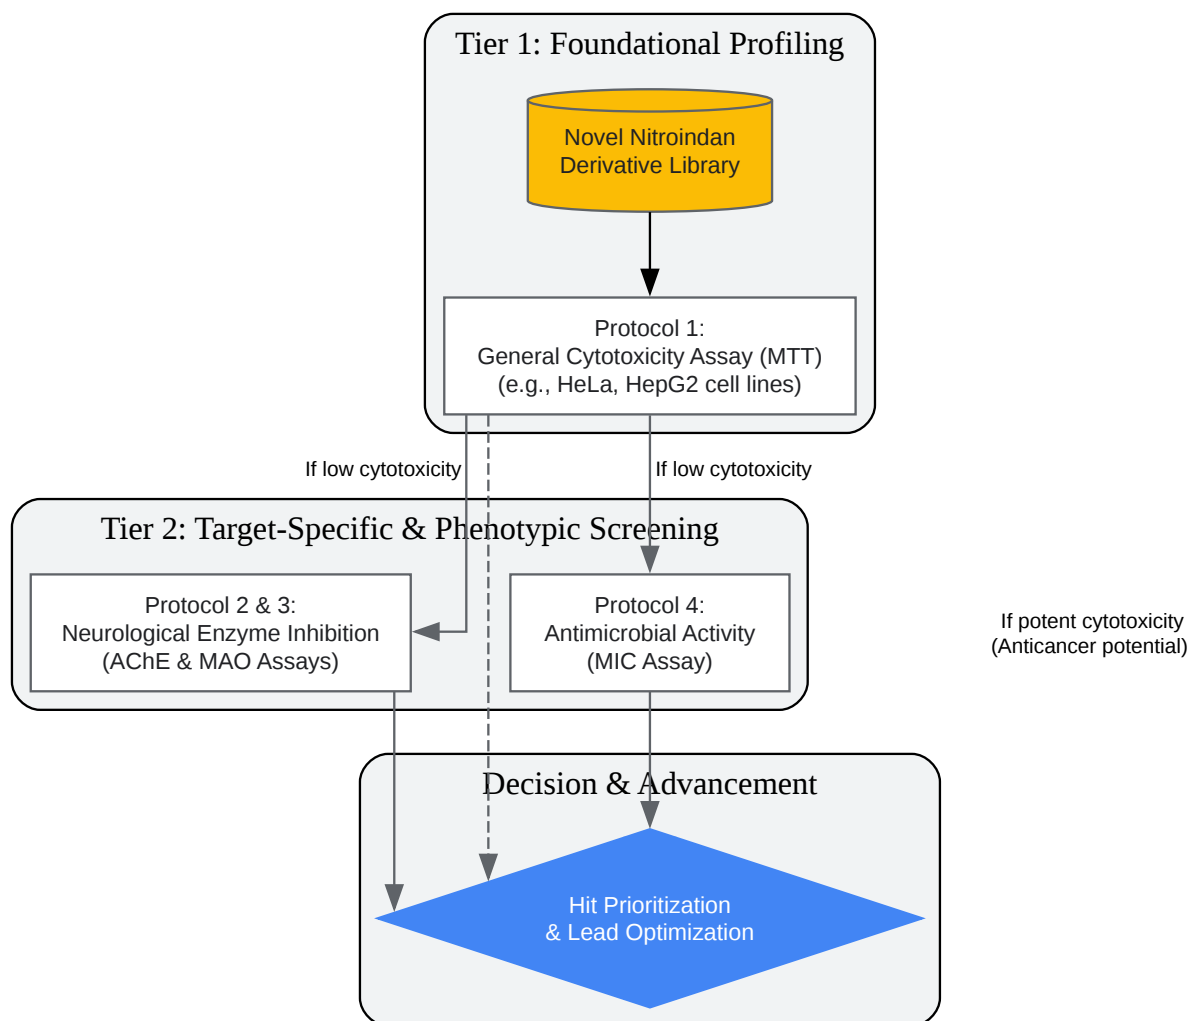 Tier 1: Foundational Profiling
Novel Nitroindan
Derivative Library
Protocol 1:
General Cytotoxicity Assay (MTT)
(e.g., HeLa, HepG2 cell lines)
If low cytotoxicity
If low cytotoxicity
Tier 2: Target-Specific & Phenotypic Screening
Protocol 2 & 3:
Neurological Enzyme Inhibition
(AChE & MAO Assays)
Protocol 4:
Antimicrobial Activity
(MIC Assay)
If potent cytotoxicity
(Anticancer potential)
Decision & Advancement
Hit Prioritization
& Lead Optimization